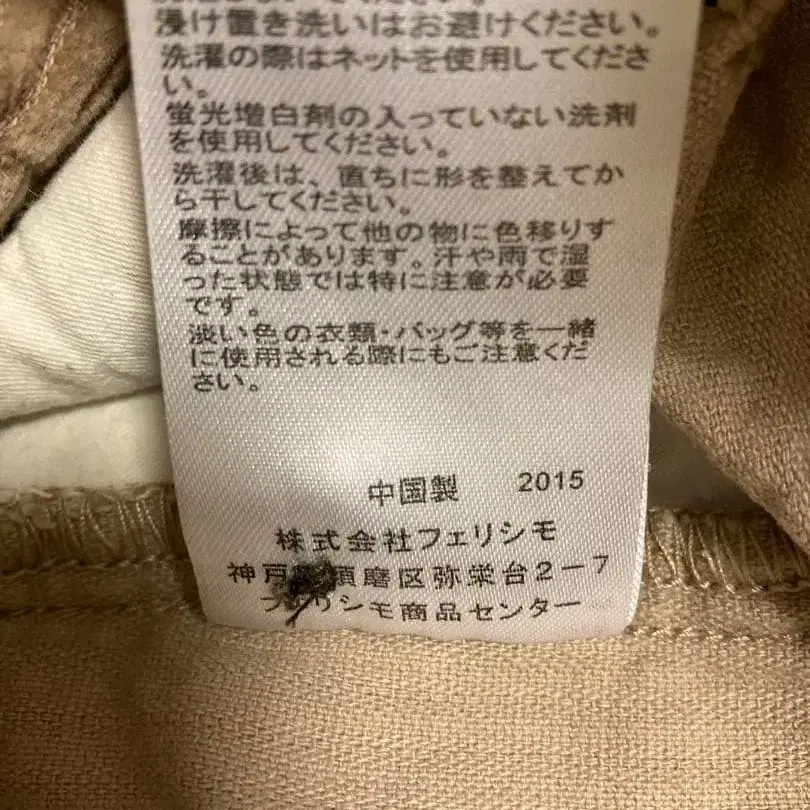 浸け置き洗いはお避けください。
洗濯の際はネットを使用してくださ
い。
蛍光増白剤の入っていない洗剤
を使用してください。
洗濯後は、直ちに形を整えてか
ら干してください。
摩擦によって他の物に色移りす
ることがあります。汗や雨で湿
った状態では特に注意が必要
です。
淡い色の衣類・バッグ等を一緒
に使用される際にもご注意くだ
さい。
中国製 2015
株式会社フェリシモ
神戸 須磨区弥栄台2-7
フェリシモ商品センター